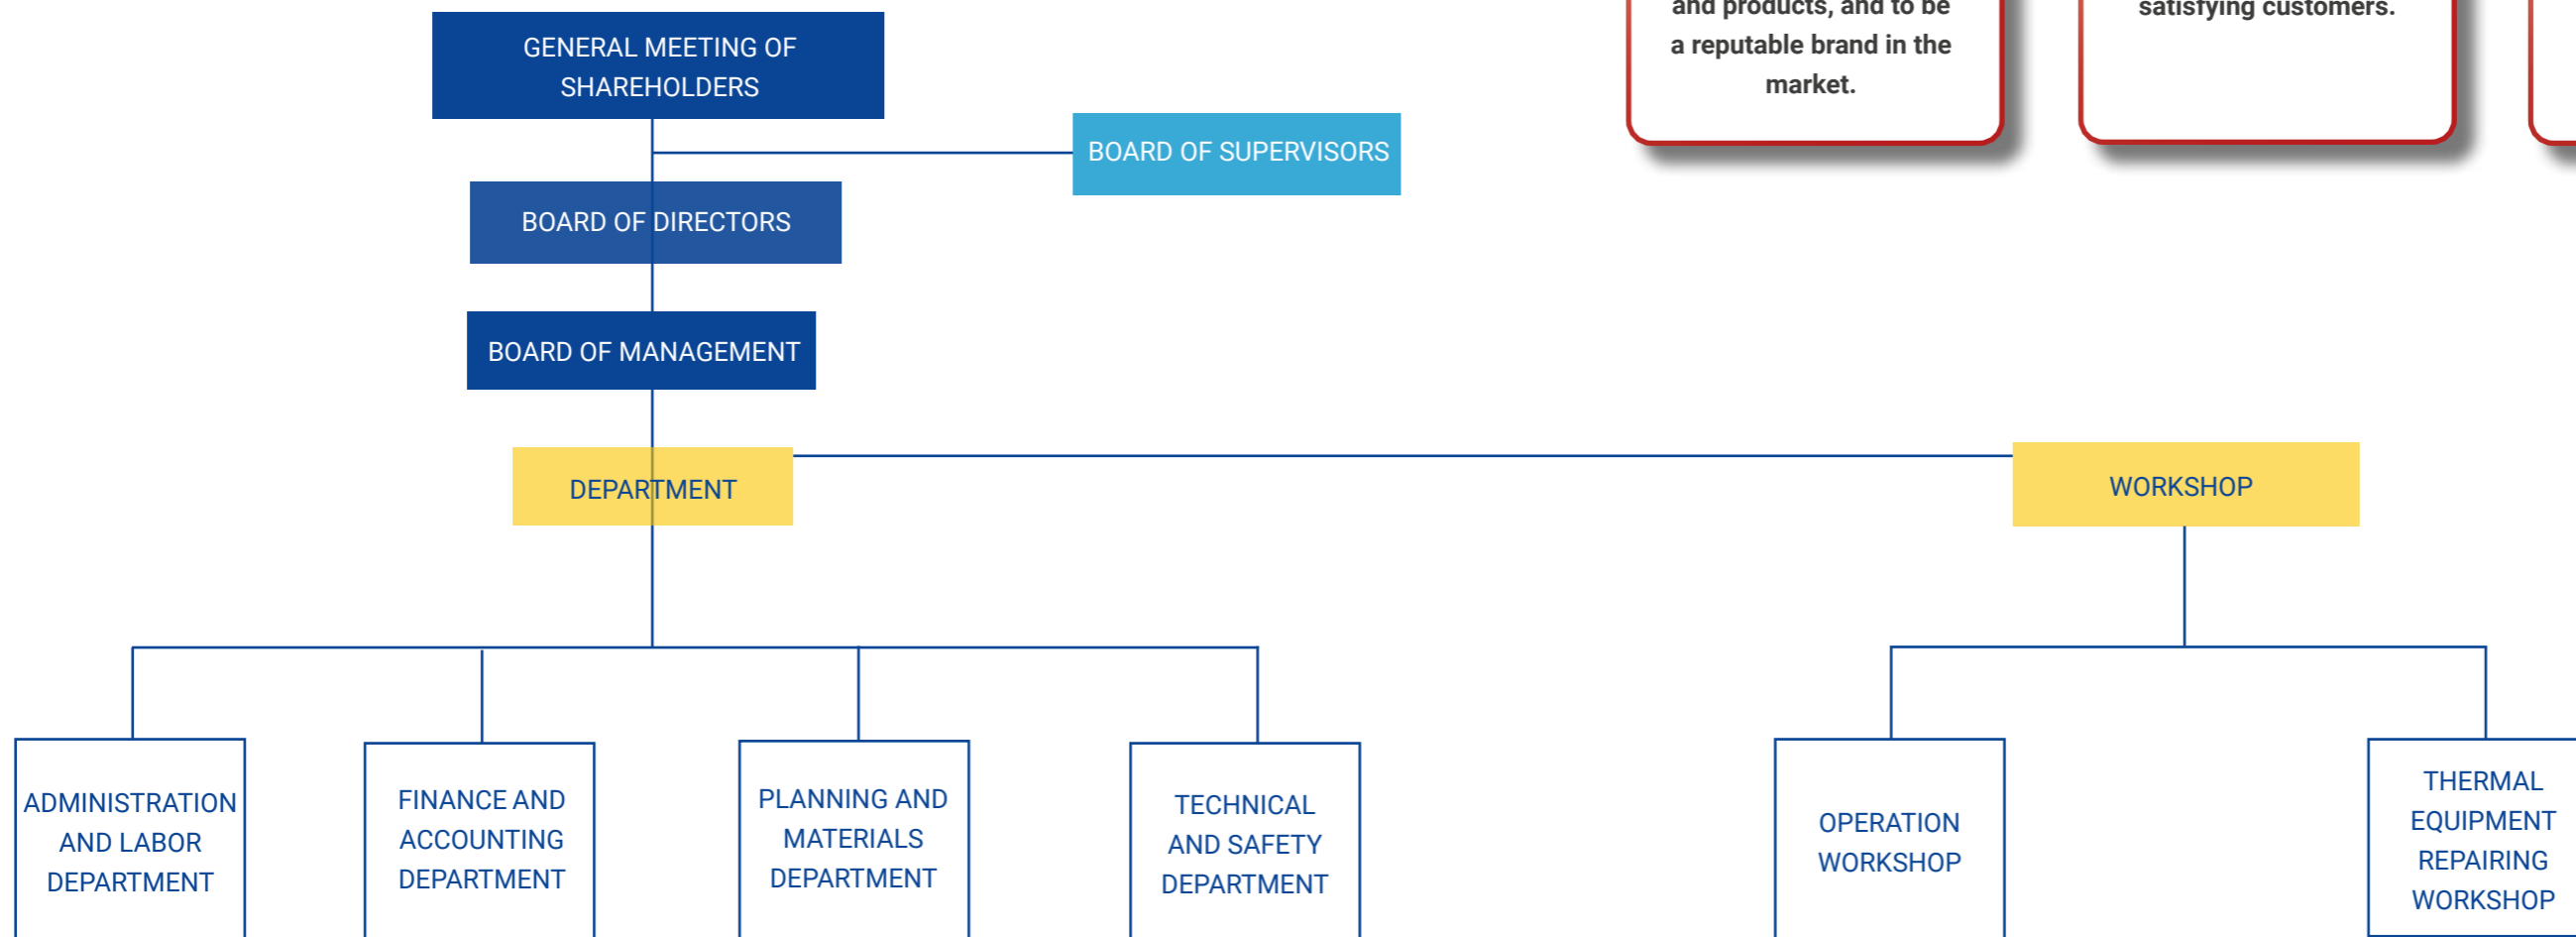 and products, and to be
a reputable brand in the
market.
satisfying customers.
GENERAL MEETING OF
SHAREHOLDERS
BOARD OF SUPERVISORS
BOARD OF DIRECTORS
BOARD OF MANAGEMENT
DEPARTMENT
WORKSHOP
ADMINISTRATION
AND LABOR
DEPARTMENT
FINANCE AND
ACCOUNTING
DEPARTMENT
PLANNING AND
MATERIALS
DEPARTMENT
TECHNICAL
AND SAFETY
DEPARTMENT
OPERATION
WORKSHOP
THERMAL
EQUIPMENT
REPAIRING
WORKSHOP